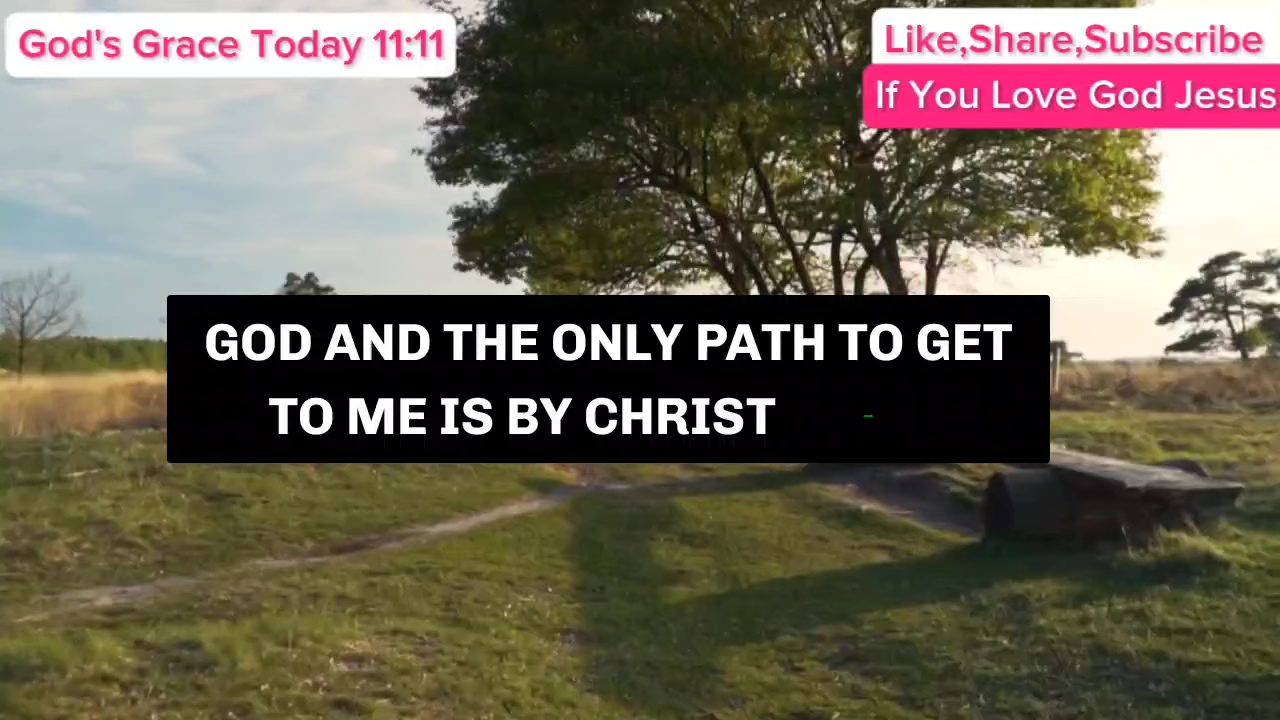 God's Grace Today 11:11
Like,Share,Subscribe
If You Love God Jesus
GOD AND THE ONLY PATH TO GET
TO ME IS BY CHRIST